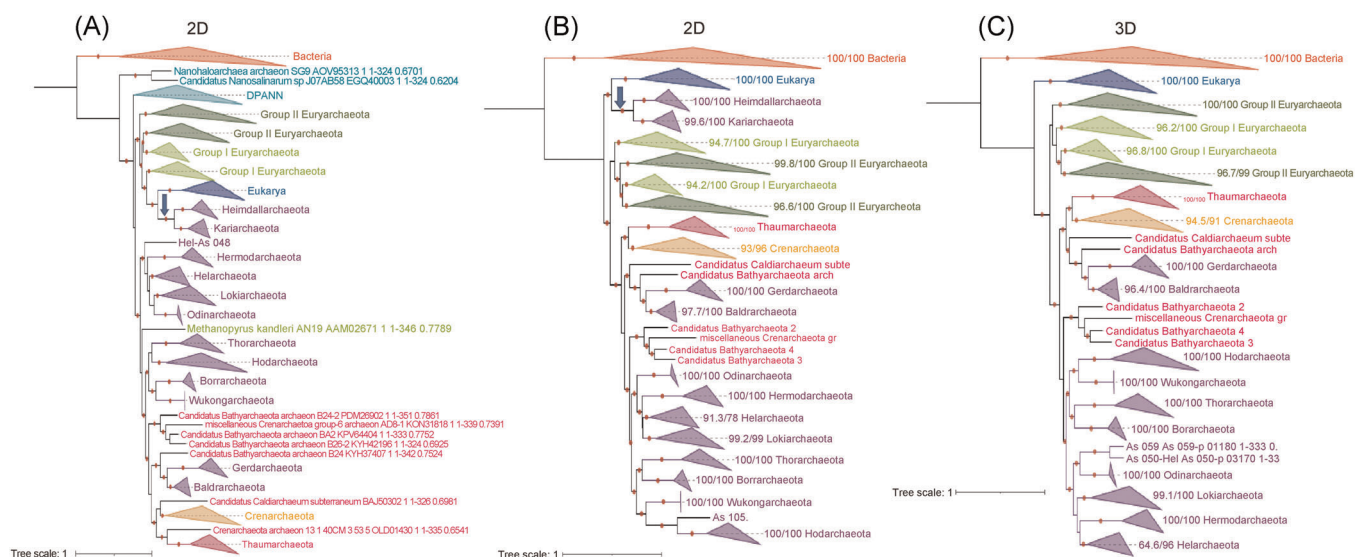 (A)
2D
Bacteria
Nanohaloarchaea archaeon SG9 AOV95313 1 1-324 0.6701
Candidatus Nanosalinarum sp J07AB58 EGQ40003 1 1-324 0.6204
DPANN
Group II Euryarchaeota
Group II Euryarchaeota
Group I Euryarchaeota
Group I Euryarchaeota
Eukarya
Heimdallarchaeota
Kariarchaeota
Hel-As 048
Hermodarchaeota
Helarchaeota
Lokiarchaeota
Odinarchaeota
Methanopyrus kandleri AN19 AAM02671 1 1-346 0.7789
Thorarchaeota
Hodarchaeota
Borrarchaeota
Wukongarchaeota
Candidatus Bathyarchaeota archaeon B24-2 PDM26902 1 1-351 0.7861
miscellaneous Crenarchaetoa group-6 archaeon AD8-1 KON31818 1 1-339 0.7391
Candidatus Bathyarchaeota archaeon BA2 KPV64404 1 1-333 0.7752
Candidatus Bathyarchaeota archaeon B26-2 KYH42196 1 1-324 0.6925
Candidatus Bathyarchaeota archaeon B24 KYH37407 1 1-342 0.7524
Gerdarchaeota
Baldrarchaeota
Candidatus Caldiarchaeum subterraneum BAJ50302 1 1-326 0.6981
Crenarchaeota
Crenarchaeota archaeon 13 1 40CM 3 53 5 OLD01430 1 1-335 0.6541
Thaumarchaeota
Tree scale: 1
(B)
2D
100/100 Bacteria
100/100 Eukarya
100/100 Heimdallarchaeota
99.6/100 Kariarchaeota
94.7/100 Group I Euryarchaeota
99.8/100 Group II Euryarchaeota
94.2/100 Group I Euryarchaeota
96.6/100 Group II Euryarcheota
100/100 Thaumarchaeota
93/96 Crenarchaeota
Candidatus Caldiarchaeum subte
Candidatus Bathyarchaeota arch
100/100 Gerdarchaeota
97.7/100 Baldrarchaeota
Candidatus Bathyarchaeota 2
miscellaneous Crenarchaeota gr
Candidatus Bathyarchaeota 4
Candidatus Bathyarchaeota 3
100/100 Odinarchaeota
100/100 Hermodarchaeota
91.3/78 Helarchaeota
99.2/99 Lokiarchaeota
100/100 Thorarchaeota
100/100 Borrarchaeota
100/100 Wukongarchaeota
As 105.
100/100 Hodarchaeota
Tree scale: 1
(C)
3D
100/100 Bacteria
100/100 Eukarya
100/100 Group II Euryarchaeota
96.2/100 Group I Euryarchaeota
96.8/100 Group I Euryarchaeota
96.7/99 Group II Euryarchaeota
100/100 Thaumarchaeota
94.5/91 Crenarchaeota
Candidatus Caldiarchaeum subte
Candidatus Bathyarchaeota arch
100/100 Gerdarchaeota
96.4/100 Baldrarchaeota
Candidatus Bathyarchaeota 2
miscellaneous Crenarchaeota gr
Candidatus Bathyarchaeota 4
Candidatus Bathyarchaeota 3
100/100 Hodarchaeota
100/100 Wukongarchaeota
100/100 Thorarchaeota
100/100 Borarchaeota
As 059 As 059-p 01180 1-333 0.
As 050-Hel As 050-p 03170 1-33
100/100 Odinarchaeota
99.1/100 Lokiarchaeota
100/100 Hermodarchaeota
64.6/96 Helarchaeota
Tree scale: 1